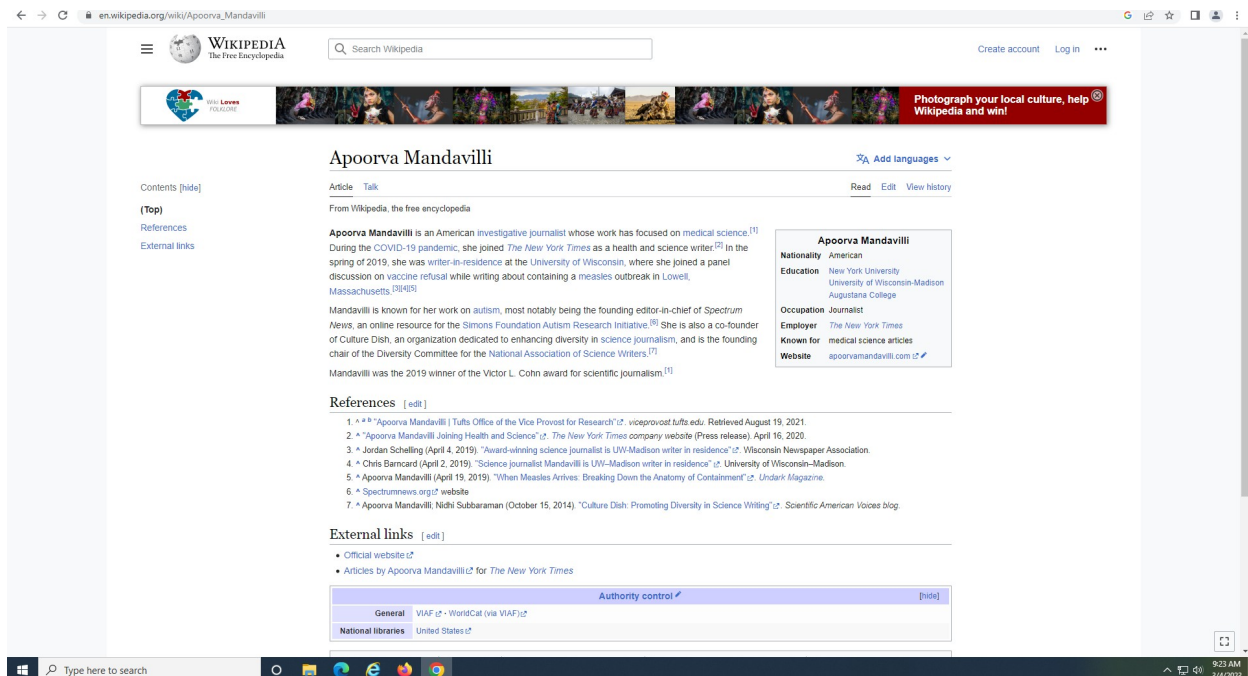 en.wikipedia.org/wiki/Apoorva_Mandavilli
WIKIPEDIA
The Free Encyclopedia
Search Wikipedia
Create account Log in
Wiki Loves
FOLKLORE
Photograph your local culture, help
Wikipedia and win!
Apoorva Mandavilli
Add languages
Contents [hide]
(Top)
References
External links
Article Talk
Read Edit View history
From Wikipedia, the free encyclopedia
Apoorva Mandavilli is an American investigative journalist whose work has focused on medical science.[1]
During the COVID-19 pandemic, she joined The New York Times as a health and science writer.[2] In the
spring of 2019, she was writer-in-residence at the University of Wisconsin, where she joined a panel
discussion on vaccine refusal while writing about containing a measles outbreak in Lowell,
Massachusetts.[3][4][5]
Mandavilli is known for her work on autism, most notably being the founding editor-in-chief of Spectrum
News, an online resource for the Simons Foundation Autism Research Initiative.[6] She is also a co-founder
of Culture Dish, an organization dedicated to enhancing diversity in science journalism, and is the founding
chair of the Diversity Committee for the National Association of Science Writers.[7]
Mandavilli was the 2019 winner of the Victor L. Cohn award for scientific journalism.[1]
Apoorva Mandavilli
Nationality American
Education New York University
University of Wisconsin-Madison
Augustana College
Occupation Journalist
Employer The New York Times
Known for medical science articles
Website apoorvamandavilli.com
References [ edit ]
1. ^ a b "Apoorva Mandavilli | Tufts Office of the Vice Provost for Research". viceprovost.tufts.edu. Retrieved August 19, 2021.
2. ^ "Apoorva Mandavilli Joining Health and Science". The New York Times company website (Press release). April 16, 2020.
3. ^ Jordan Schelling (April 4, 2019). "Award-winning science journalist is UW-Madison writer in residence". Wisconsin Newspaper Association.
4. ^ Chris Barncard (April 2, 2019). "Science journalist Mandavilli is UW–Madison writer in residence". University of Wisconsin–Madison.
5. ^ Apoorva Mandavilli (April 19, 2019). "When Measles Arrives: Breaking Down the Anatomy of Containment". Undark Magazine.
6. ^ Spectrumnews.org website
7. ^ Apoorva Mandavilli; Nidhi Subbaraman (October 15, 2014). "Culture Dish: Promoting Diversity in Science Writing". Scientific American Voices blog.
External links [ edit ]
• Official website
• Articles by Apoorva Mandavilli for The New York Times
Authority control [hide]
General VIAF • WorldCat (via VIAF)
National libraries United States
Type here to search
9:23 AM